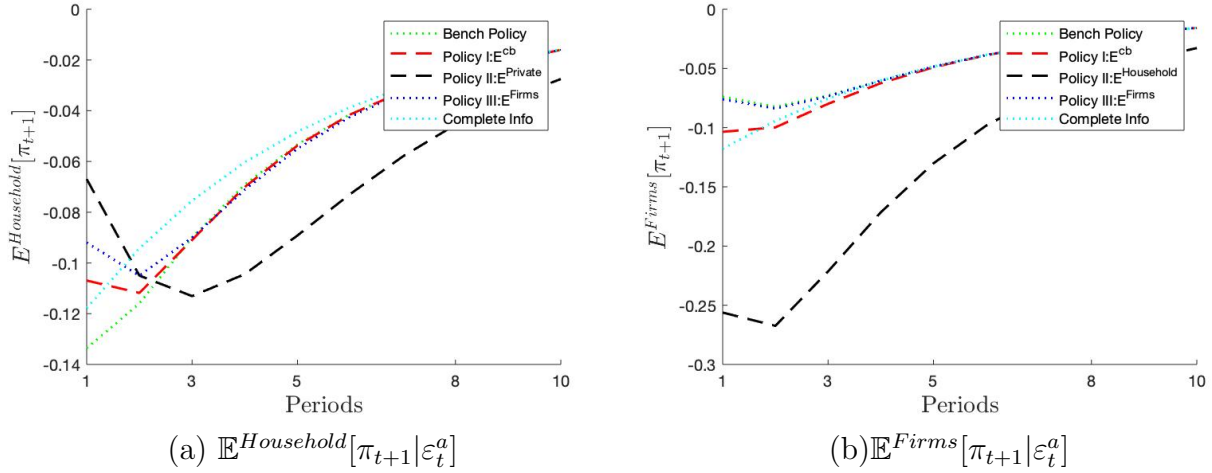 0
-0.02
-0.04
-0.06
-0.08
-0.1
-0.12
-0.14
E^{Household}[π_{t+1}]
1
3
5
8
10
Periods
Bench Policy
Policy I:E^{cb}
Policy II:E^{Private}
Policy III:E^{Firms}
Complete Info
(a) 𝔼^{Household}[π_{t+1}|ε_t^a]
0
-0.05
-0.1
-0.15
-0.2
-0.25
-0.3
E^{Firms}[π_{t+1}]
1
3
5
8
10
Periods
Bench Policy
Policy I:E^{cb}
Policy II:E^{Household}
Policy III:E^{Firms}
Complete Info
(b)𝔼^{Firms}[π_{t+1}|ε_t^a]